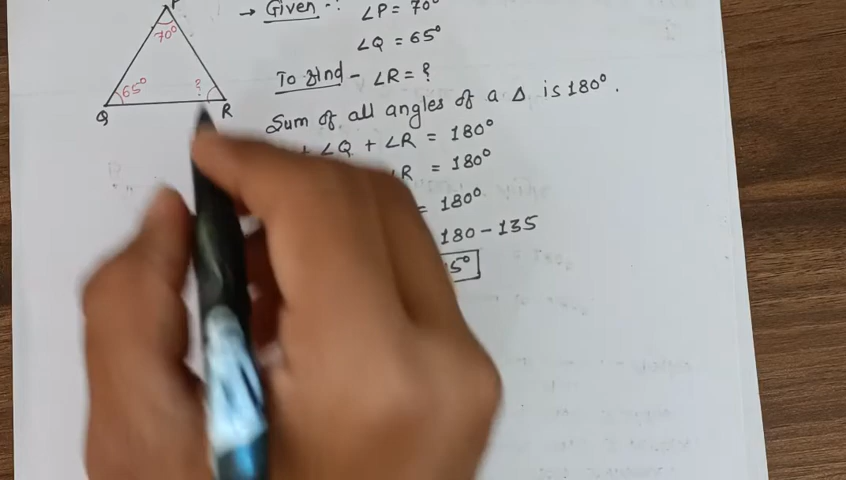 P
→ Given -: ∠P = 70°
70°
∠Q = 65°
To find - ∠R = ?
65° ?
Q R
Sum of all angles of a Δ is 180°.
+ ∠Q + ∠R = 180°
∠R = 180°
= 180°
180 - 135
5°